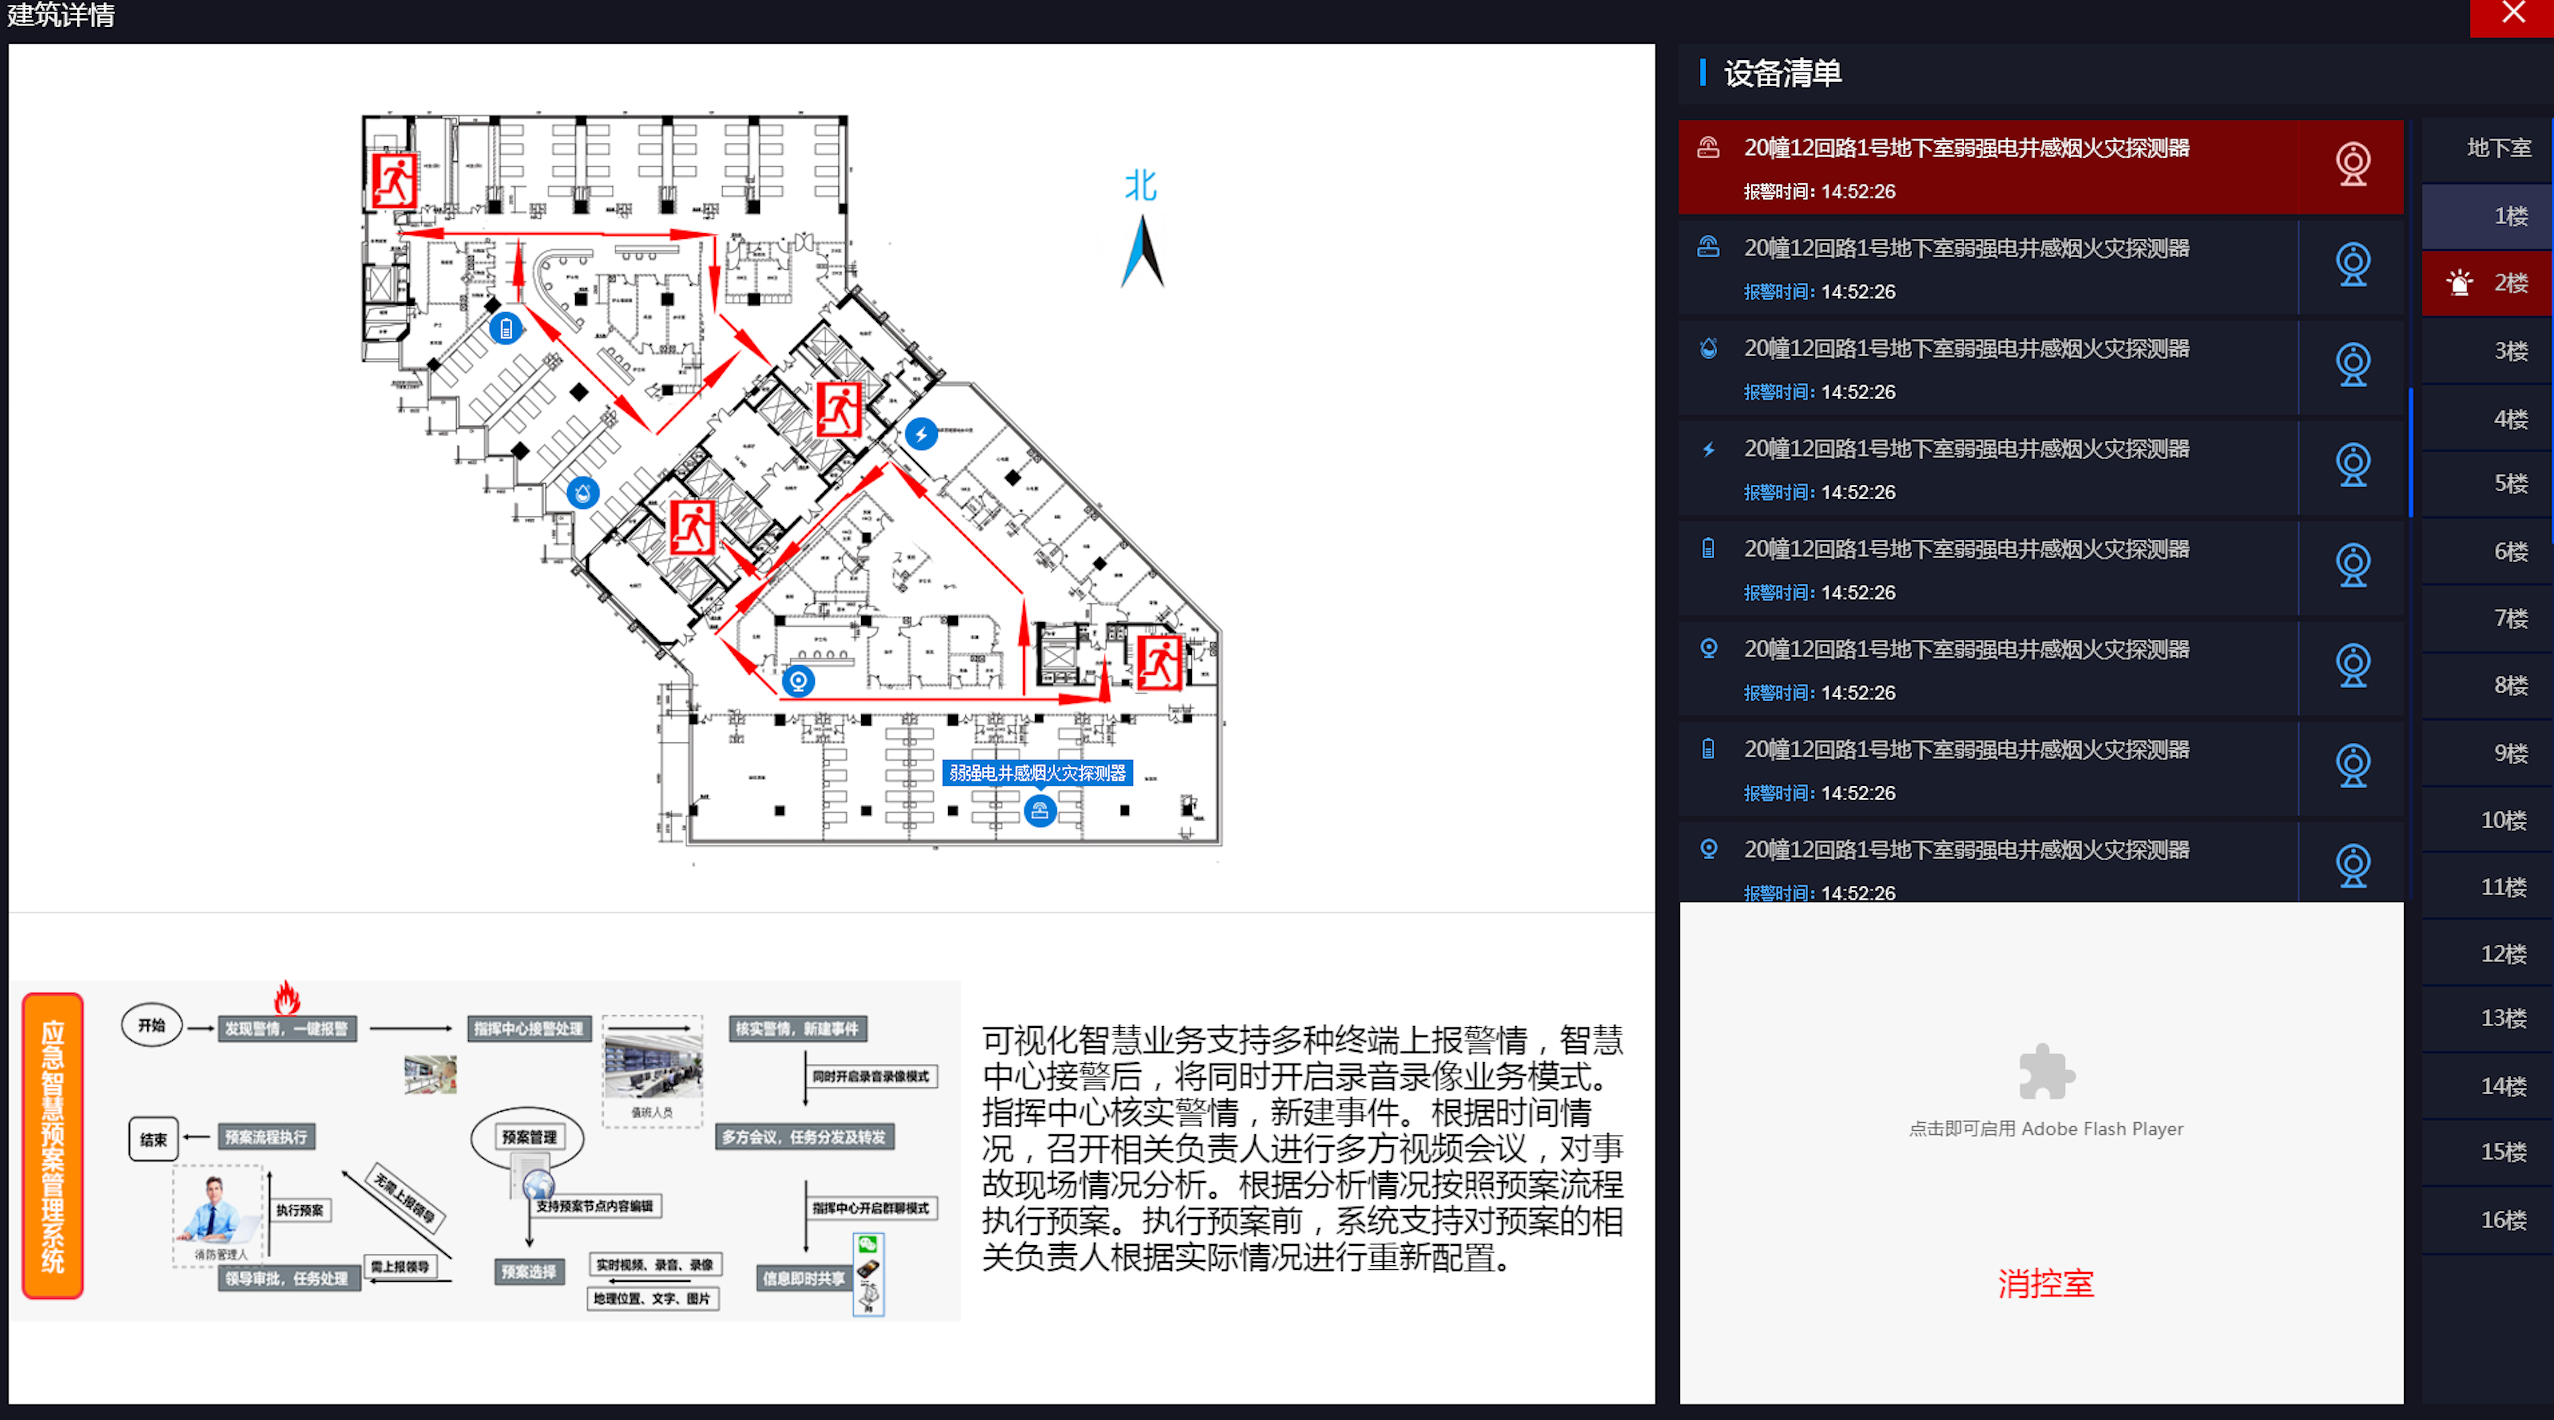 建筑详情
北
弱强电井感烟火灾探测器
设备清单
20幢12回路1号地下室弱强电井感烟火灾探测器
报警时间：14:52:26
20幢12回路1号地下室弱强电井感烟火灾探测器
报警时间：14:52:26
20幢12回路1号地下室弱强电井感烟火灾探测器
报警时间：14:52:26
20幢12回路1号地下室弱强电井感烟火灾探测器
报警时间：14:52:26
20幢12回路1号地下室弱强电井感烟火灾探测器
报警时间：14:52:26
20幢12回路1号地下室弱强电井感烟火灾探测器
报警时间：14:52:26
20幢12回路1号地下室弱强电井感烟火灾探测器
报警时间：14:52:26
20幢12回路1号地下室弱强电井感烟火灾探测器
报警时间：14:52:26
地下室
1楼
2楼
3楼
4楼
5楼
6楼
7楼
8楼
9楼
10楼
11楼
12楼
13楼
14楼
15楼
16楼
应急智慧预案管理系统
开始
发现警情，一键报警
指挥中心接警处理
核实警情，新建事件
同时开启录音录像模式
值班人员
结束
预案流程执行
预案管理
多方会议，任务分发及转发
无需上报领导
执行预案
支持预案节点内容编辑
指挥中心开启群聊模式
消防管理人
需上报领导
领导审批，任务处理
预案选择
实时视频、录音、录像
地理位置、文字、图片
信息即时共享
可视化智慧业务支持多种终端上报警情，智慧
中心接警后，将同时开启录音录像业务模式。
指挥中心核实警情，新建事件。根据时间情
况，召开相关负责人进行多方视频会议，对事
故现场情况分析。根据分析情况按照预案流程
执行预案。执行预案前，系统支持对预案的相
关负责人根据实际情况进行重新配置。
点击即可启用 Adobe Flash Player
消控室